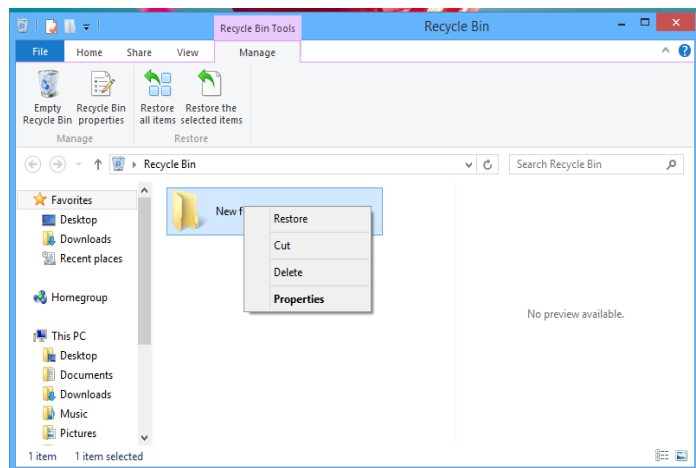 Recycle Bin Tools
Recycle Bin
File Home Share View Manage
Empty Recycle Bin
Recycle Bin properties
Restore all items
Restore the selected items
Manage
Restore
Recycle Bin
Search Recycle Bin
Favorites
Desktop
Downloads
Recent places
Homegroup
This PC
Desktop
Documents
Downloads
Music
Pictures
New f
Restore
Cut
Delete
Properties
No preview available.
1 item 1 item selected